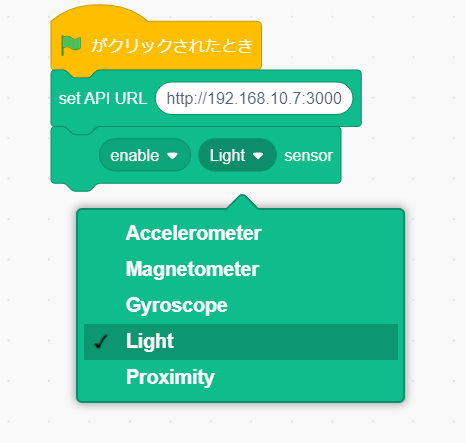 がクリックされたとき
set API URL http://192.168.10.7:3000
enable Light sensor
Accelerometer
Magnetometer
Gyroscope
✓ Light
Proximity